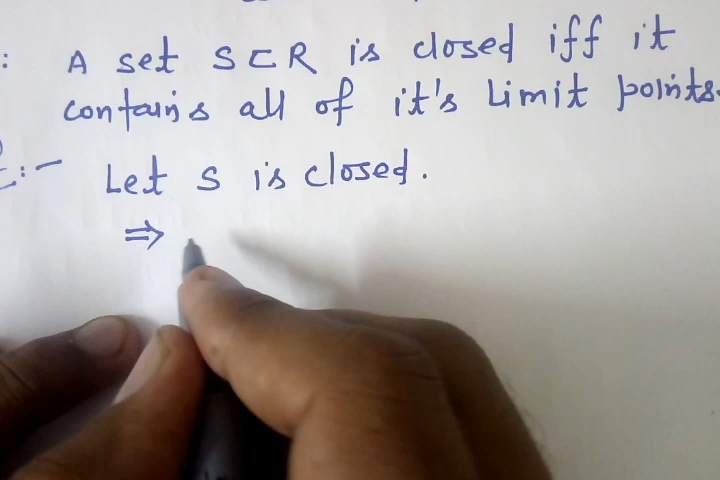 : A set S ⊂ R is closed iff it
contains all of it's limit points.
:- Let S is closed.
⇒